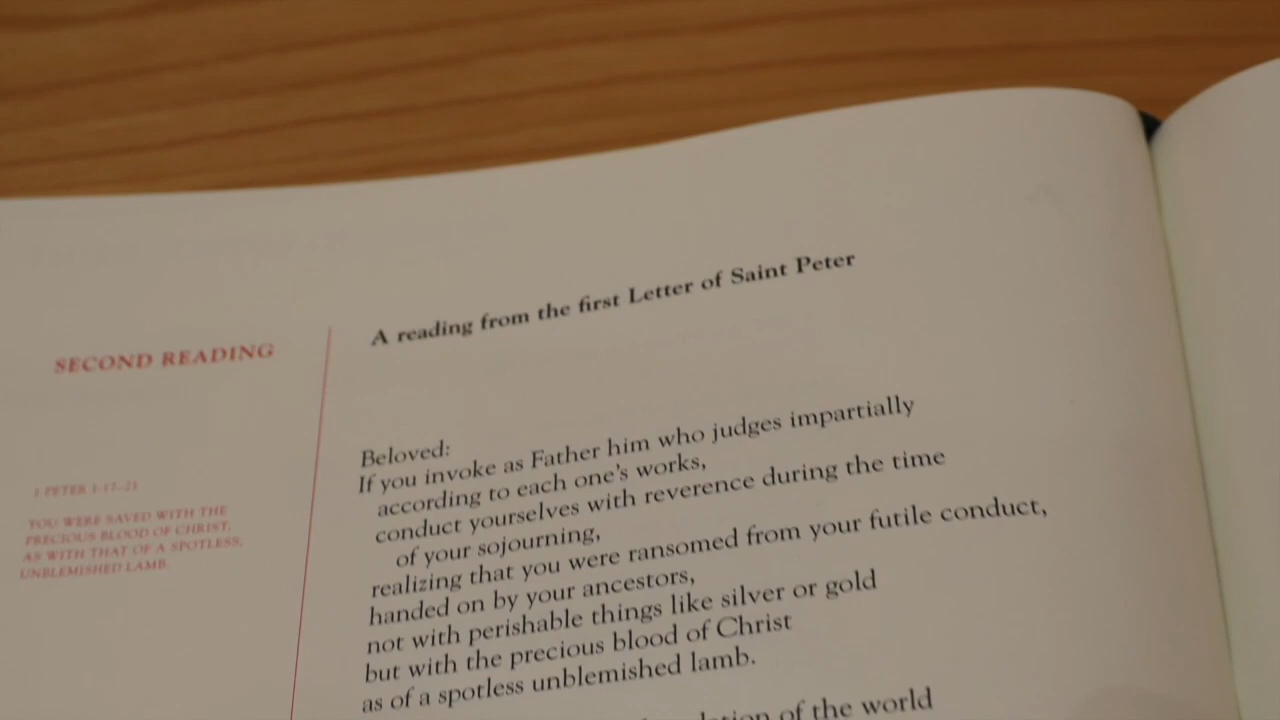 A reading from the first Letter of Saint Peter
SECOND READING
1 PETER 1:17–21
YOU WERE SAVED WITH THE
PRECIOUS BLOOD OF CHRIST,
AS WITH THAT OF A SPOTLESS,
UNBLEMISHED LAMB.
Beloved:
If you invoke as Father him who judges impartially
according to each one's works,
conduct yourselves with reverence during the time
of your sojourning,
realizing that you were ransomed from your futile conduct,
handed on by your ancestors,
not with perishable things like silver or gold
but with the precious blood of Christ
as of a spotless unblemished lamb.
of the world